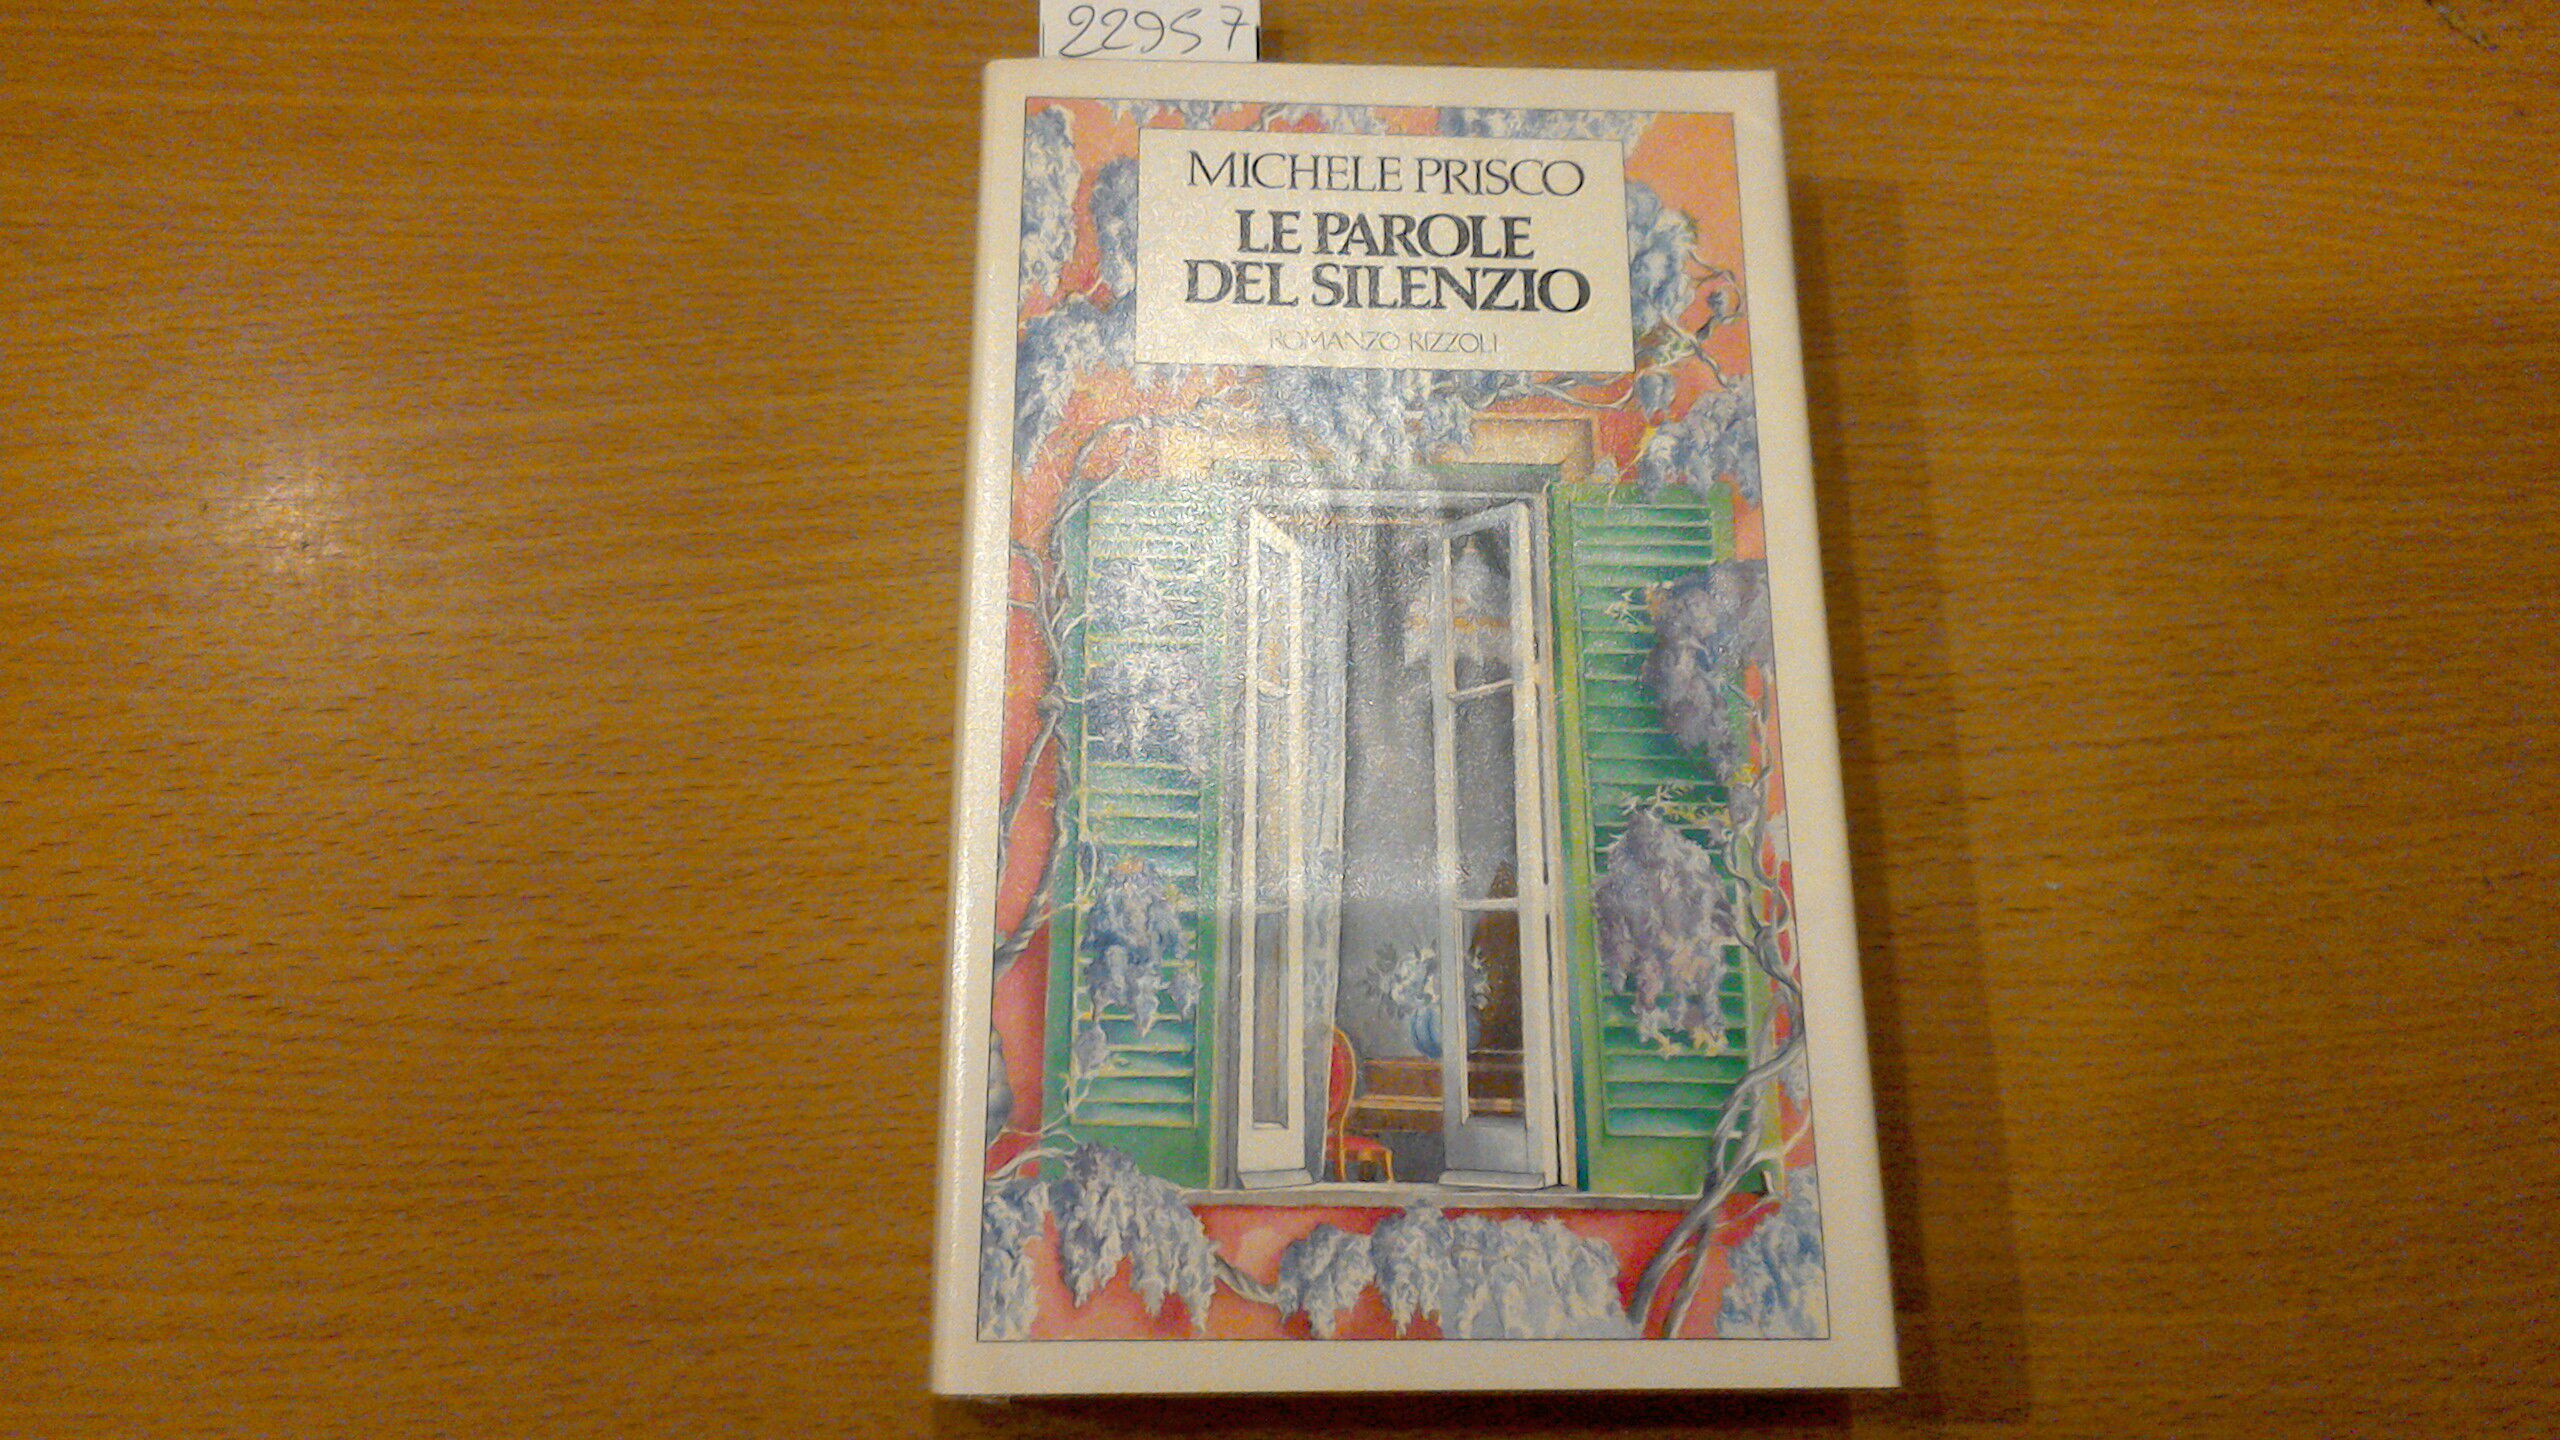 22957
MICHELE PRISCO
LE PAROLE
DEL SILENZIO
ROMANZO RIZZOLI